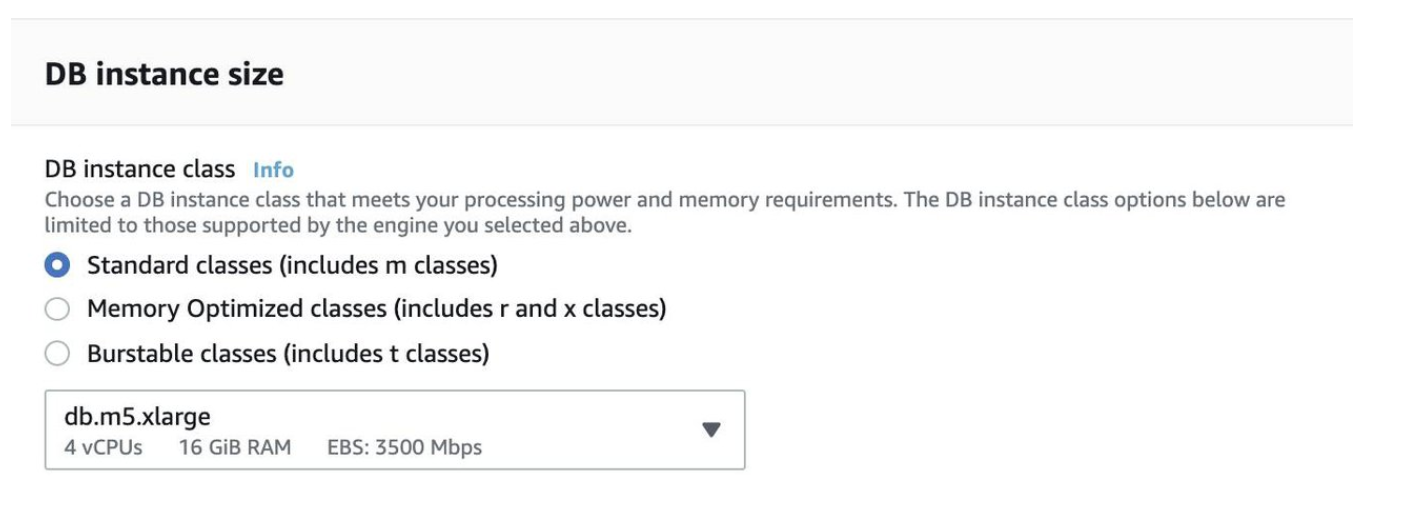 DB instance size
DB instance class Info
Choose a DB instance class that meets your processing power and memory requirements. The DB instance class options below are
limited to those supported by the engine you selected above.
Standard classes (includes m classes)
Memory Optimized classes (includes r and x classes)
Burstable classes (includes t classes)
db.m5.xlarge
4 vCPUs 16 GiB RAM EBS: 3500 Mbps